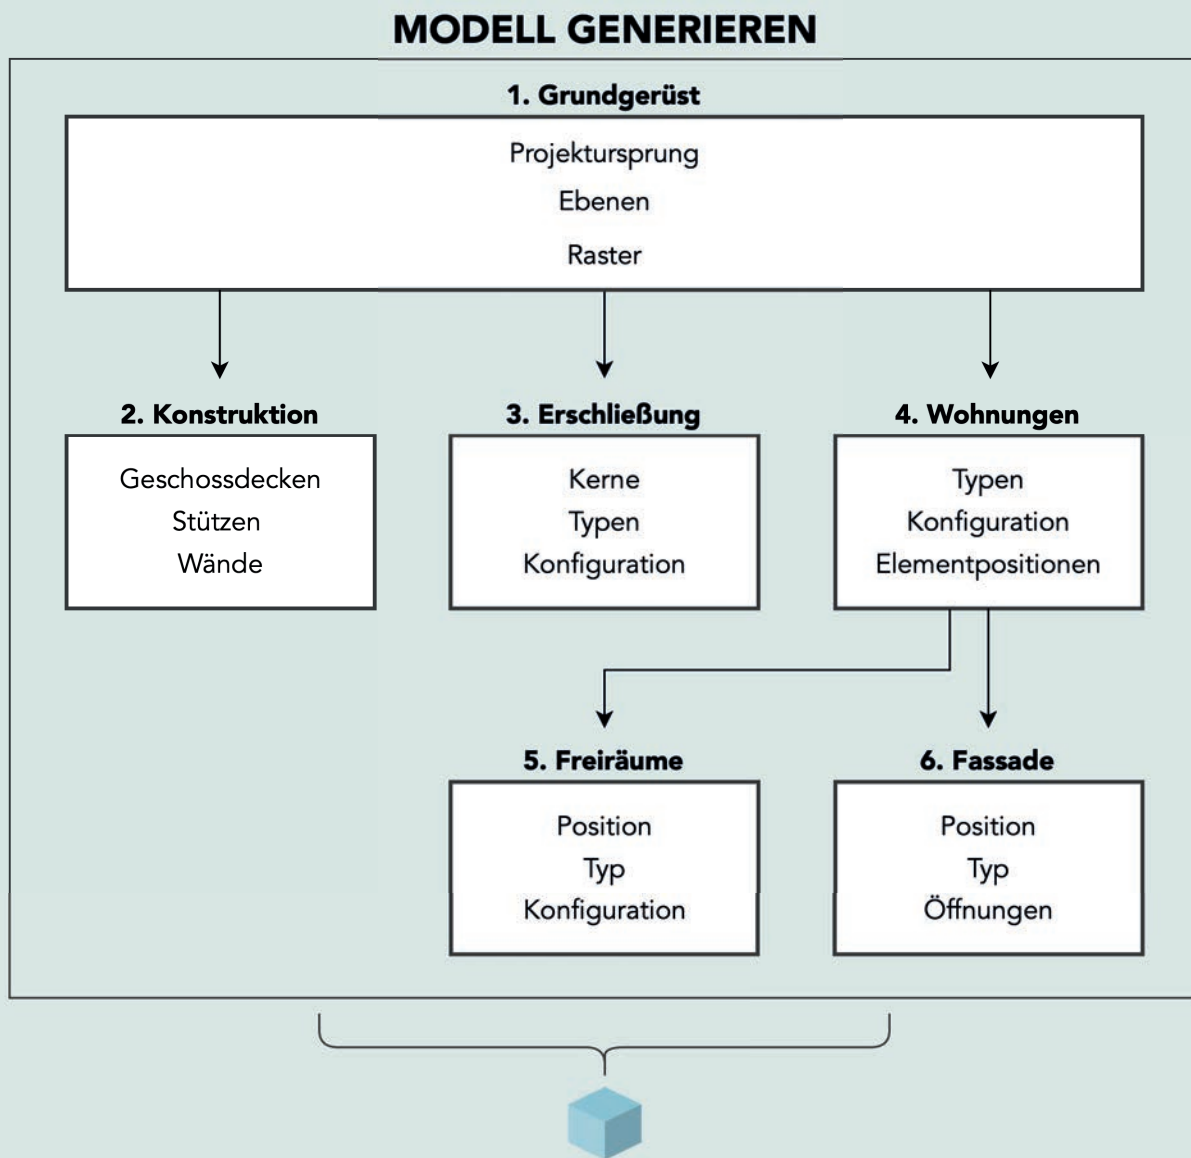 MODELL GENERIEREN
1. Grundgerüst
Projektursprung
Ebenen
Raster
2. Konstruktion
Geschossdecken
Stützen
Wände
3. Erschließung
Kerne
Typen
Konfiguration
4. Wohnungen
Typen
Konfiguration
Elementpositionen
5. Freiräume
Position
Typ
Konfiguration
6. Fassade
Position
Typ
Öffnungen